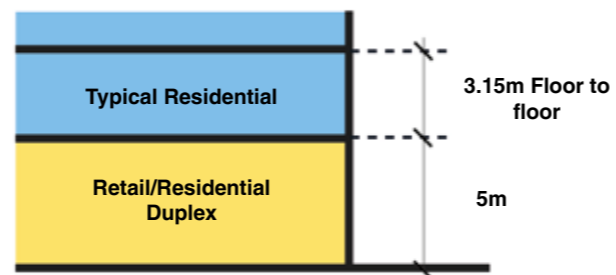 Typical Residential
3.15m Floor to
floor
Retail/Residential
Duplex
5m